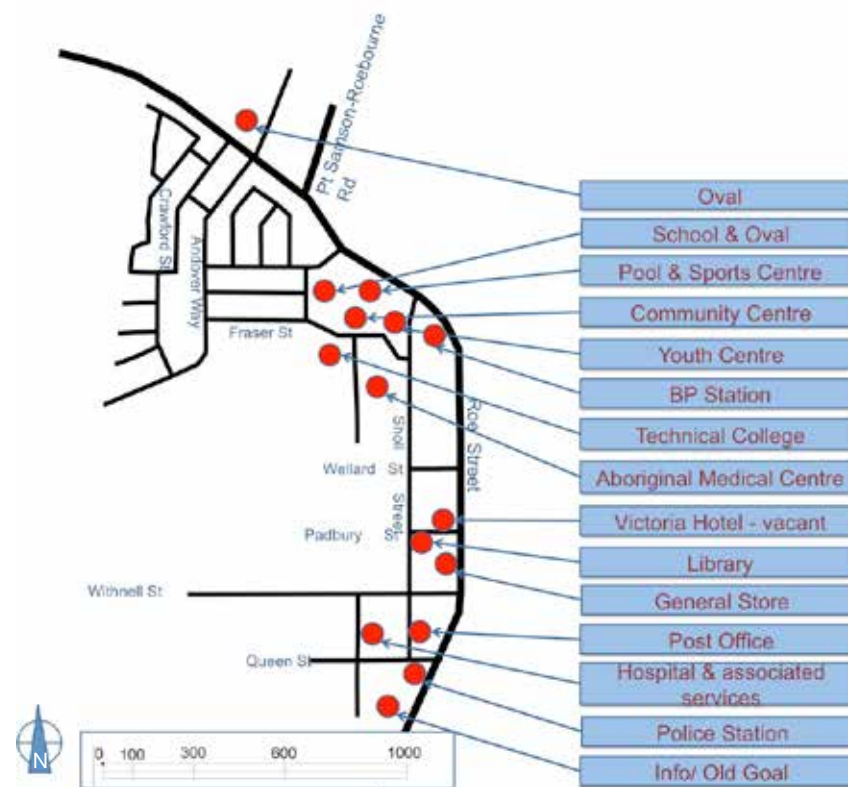 Pt Samson-Roebourne
Rd
Crawford St
Andover Way
Fraser St
Roe Street
Sholl
Street
Wellard St
Padbury St
Withnell St
Queen St
Oval
School & Oval
Pool & Sports Centre
Community Centre
Youth Centre
BP Station
Technical College
Aboriginal Medical Centre
Victoria Hotel - vacant
Library
General Store
Post Office
Hospital & associated
services
Police Station
Info/ Old Goal
N
0 100 300 600 1000